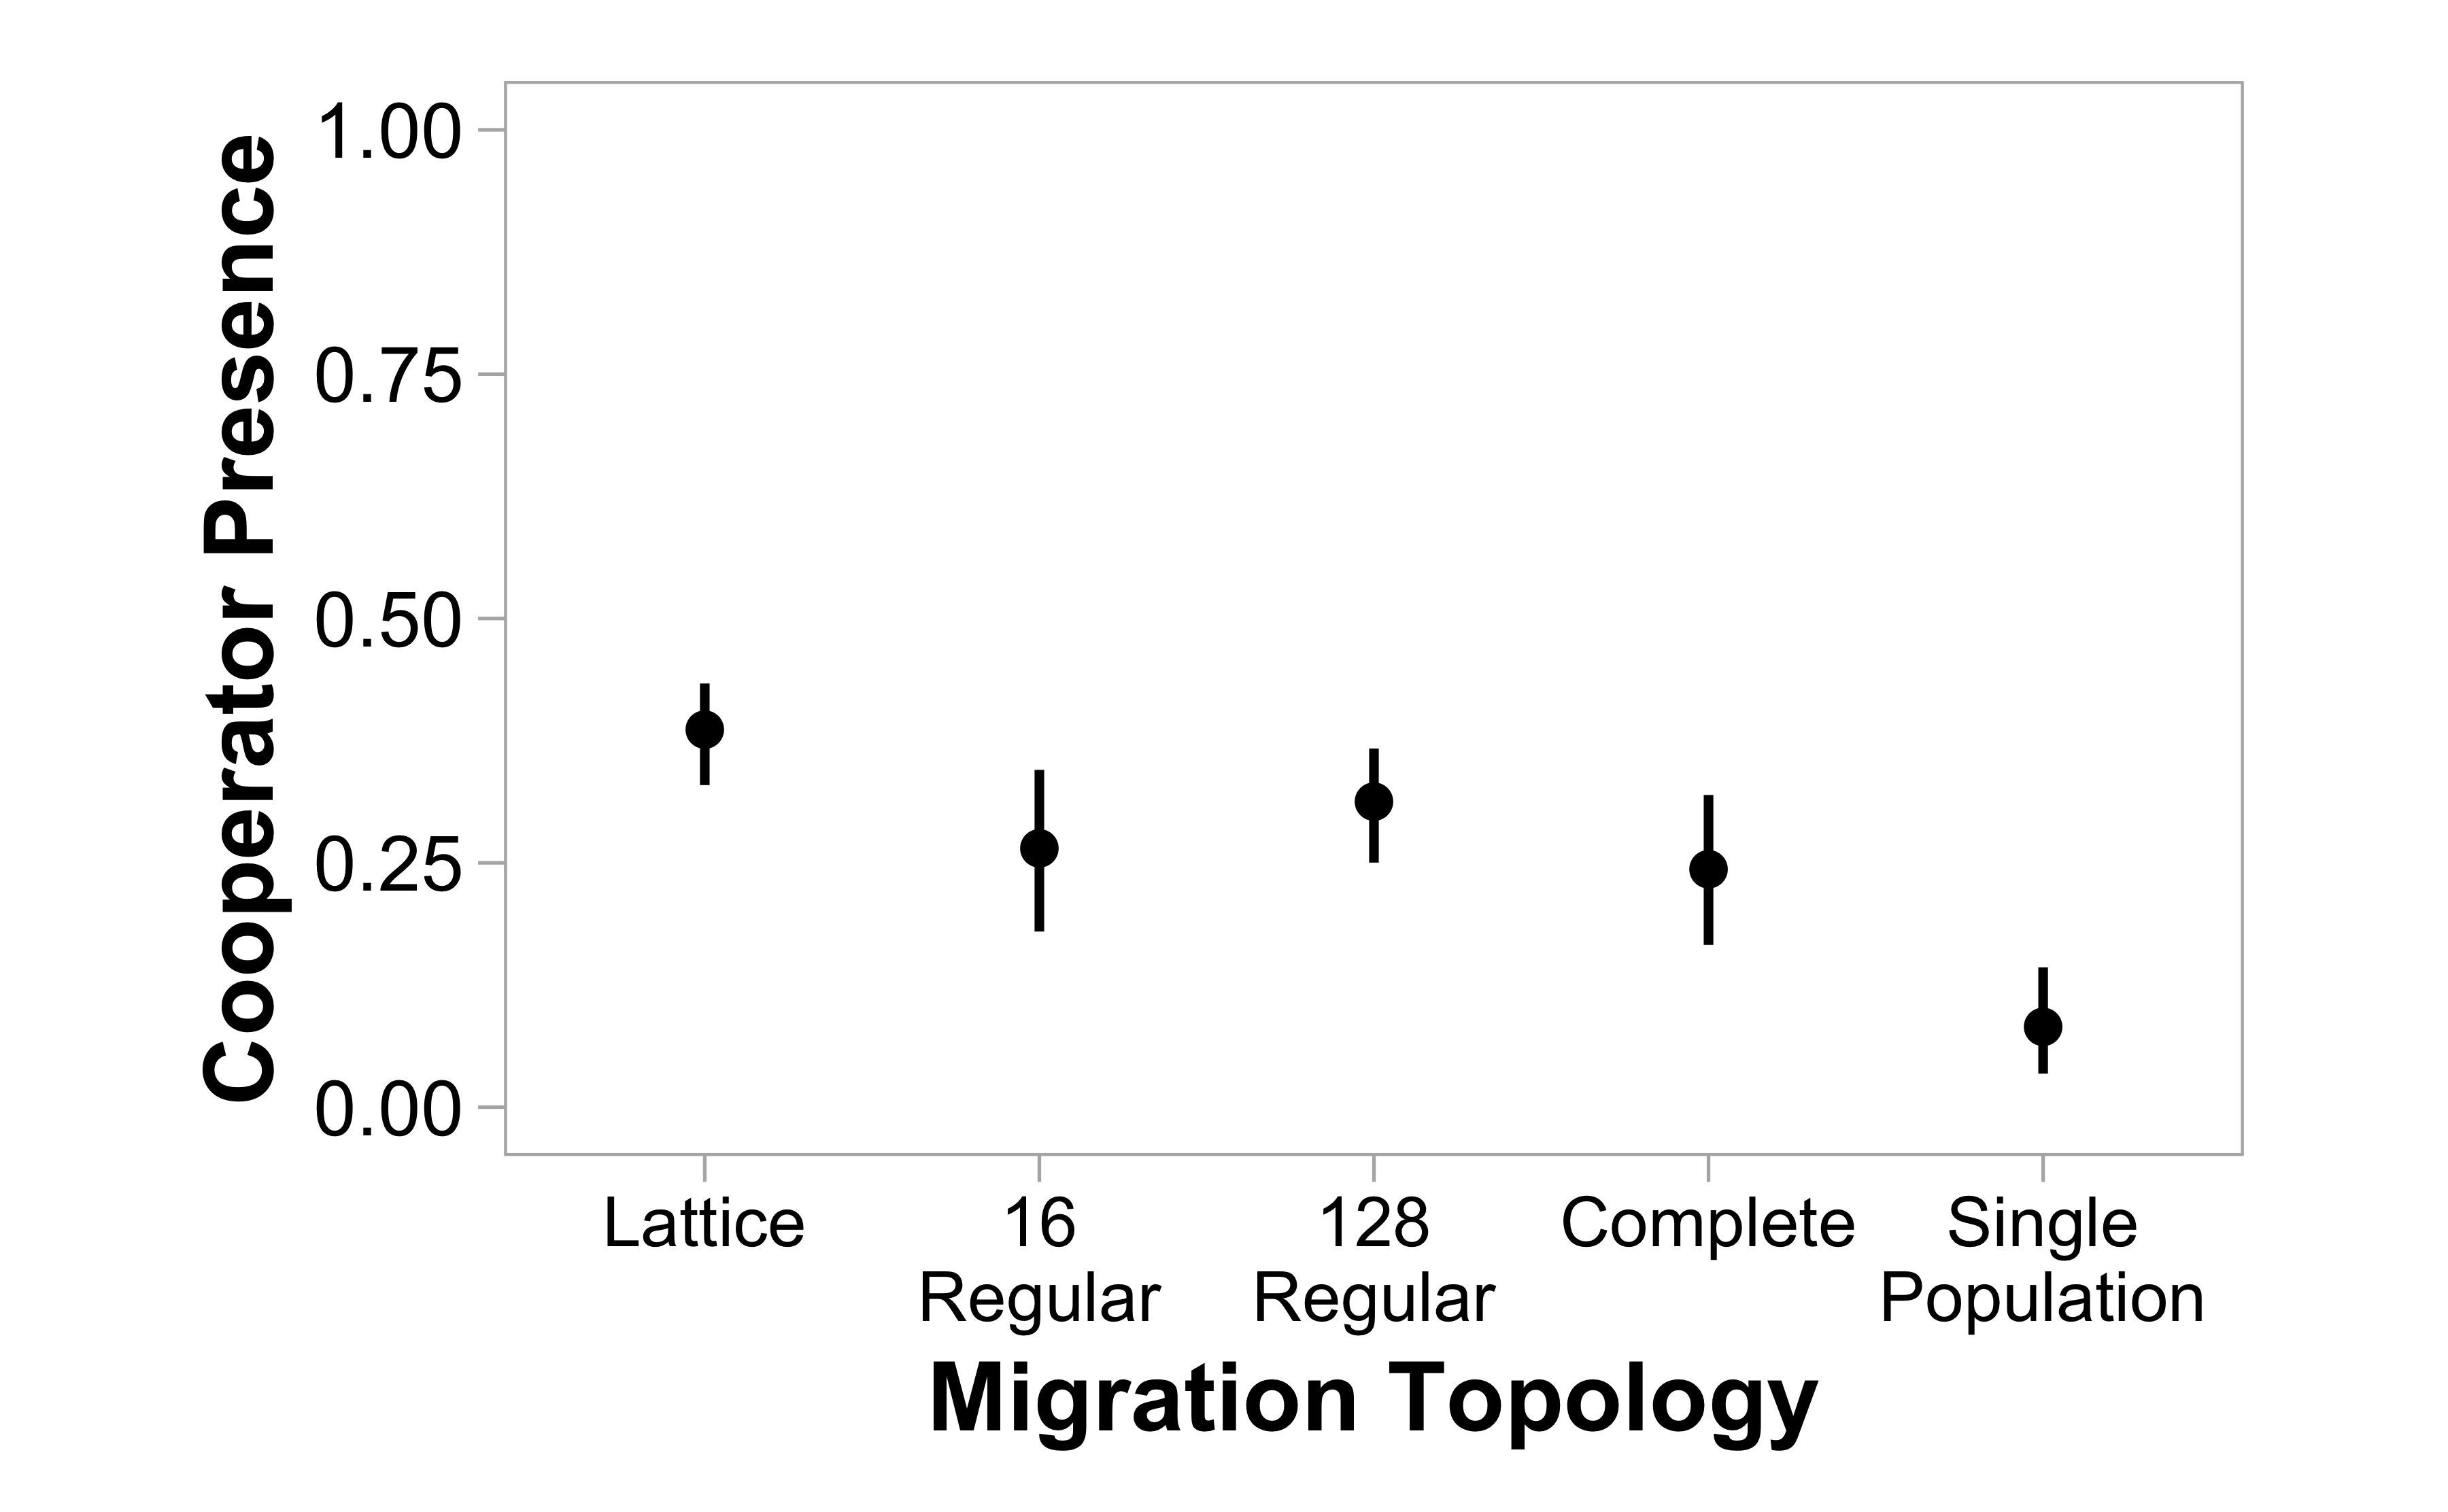 Cooperator Presence
1.00
0.75
0.50
0.25
0.00
Lattice
16
Regular
128
Regular
Complete
Single
Population
Migration Topology